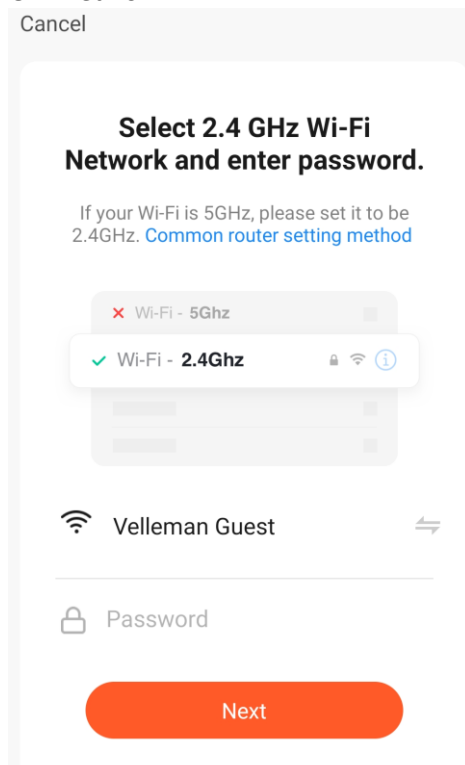 Cancel
Select 2.4 GHz Wi-Fi
Network and enter password.
If your Wi-Fi is 5GHz, please set it to be
2.4GHz. Common router setting method
Wi-Fi - 5Ghz
Wi-Fi - 2.4Ghz
Velleman Guest
Password
Next